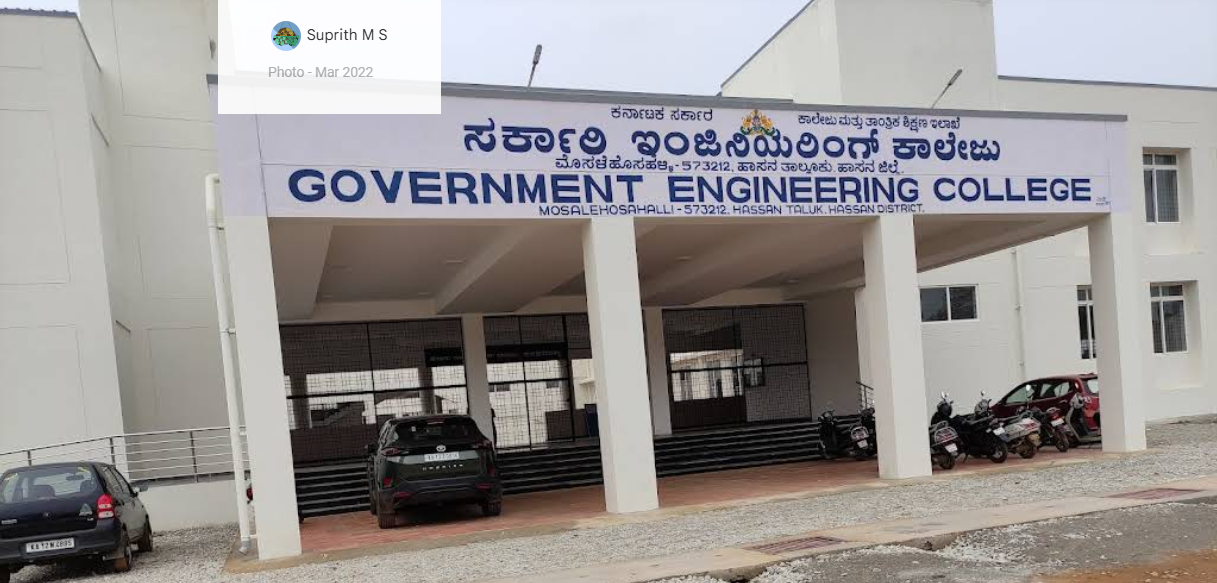 Suprith M S
Photo - Mar 2022
ಕರ್ನಾಟಕ ಸರ್ಕಾರ ಕಾಲೇಜು ಮತ್ತು ತಾಂತ್ರಿಕ ಶಿಕ್ಷಣ ಇಲಾಖೆ
ಸರ್ಕಾರಿ ಇಂಜಿನಿಯರಿಂಗ್ ಕಾಲೇಜು
ಮೊಸಳೆಹೊಸಹಳ್ಳಿ - 573212, ಹಾಸನ ತಾಲ್ಲೂಕು. ಹಾಸನ ಜಿಲ್ಲೆ.
GOVERNMENT ENGINEERING COLLEGE
MOSALEHOSAHALLI - 573212, HASSAN TALUK. HASSAN DISTRICT.